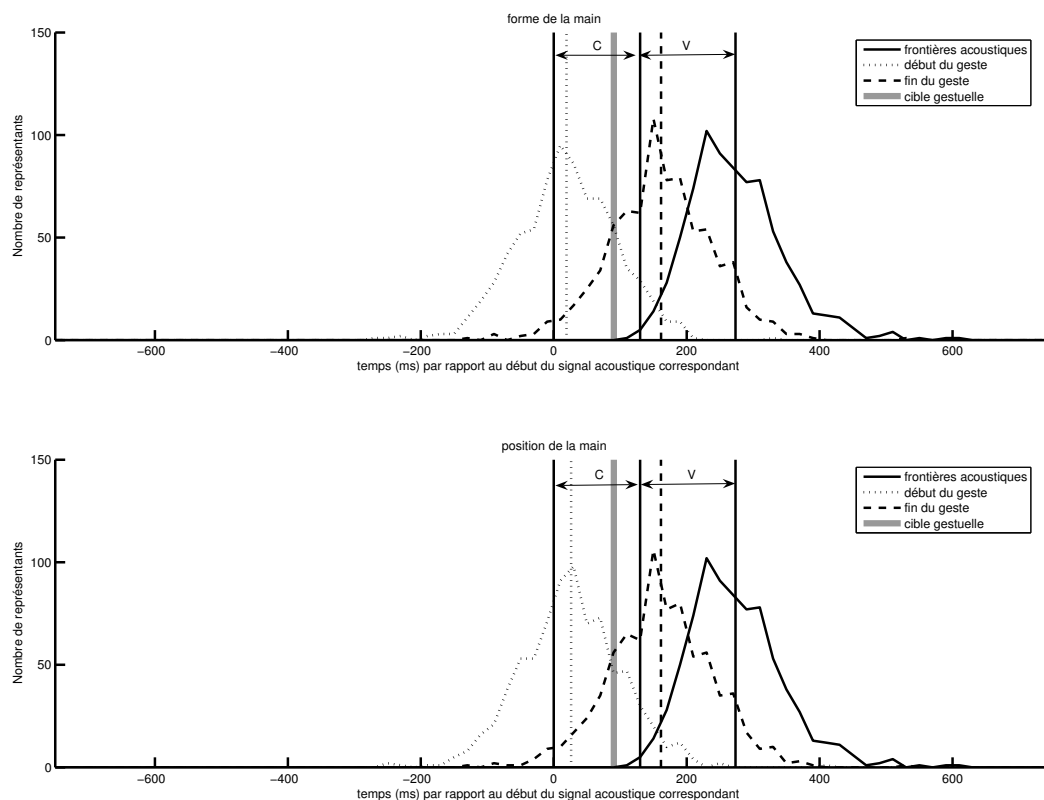 forme de la main
150
100
50
0
Nombre de représentants
C
V
frontières acoustiques
début du geste
fin du geste
cible gestuelle
−600
−400
−200
0
200
400
600
temps (ms) par rapport au début du signal acoustique correspondant
position de la main
150
100
50
0
Nombre de représentants
C
V
frontières acoustiques
début du geste
fin du geste
cible gestuelle
−600
−400
−200
0
200
400
600
temps (ms) par rapport au début du signal acoustique correspondant